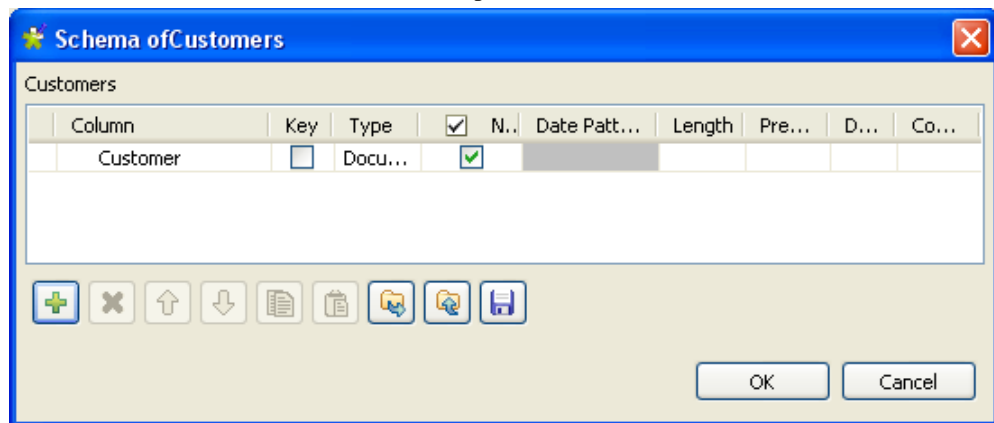 Schema ofCustomers
Customers
Column Key Type N.. Date Patt... Length Pre... D... Co...
Customer Docu...
OK Cancel